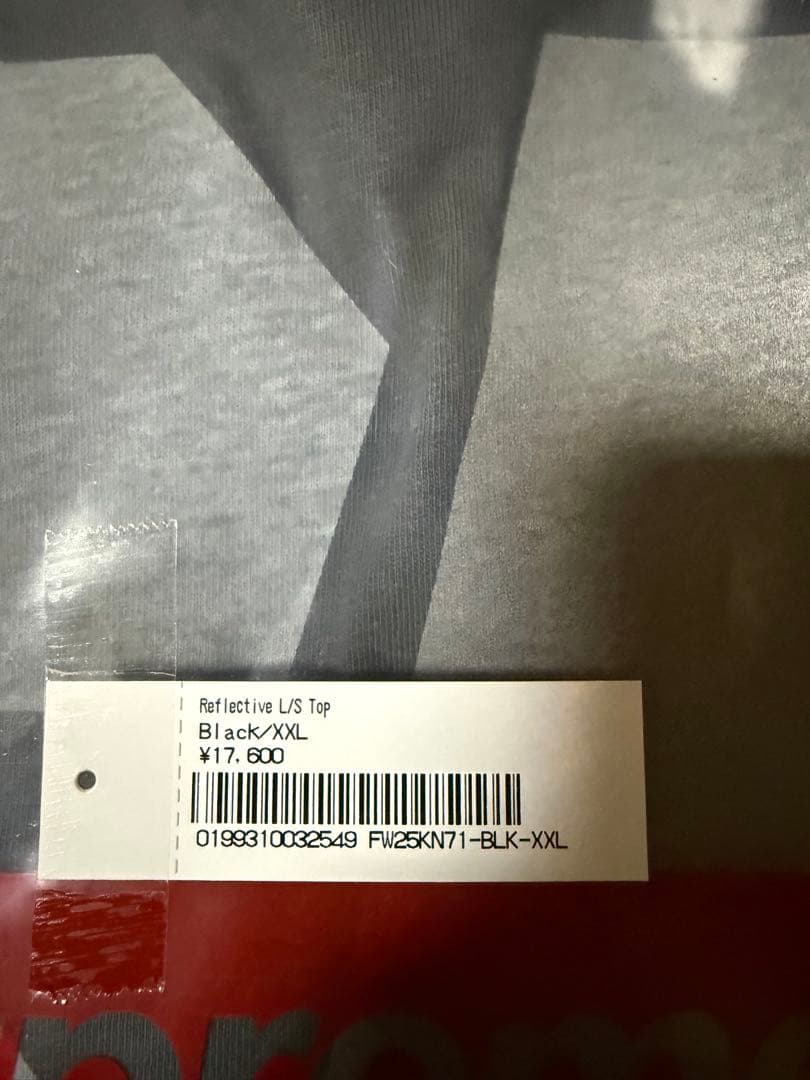 Reflective L/S Top
Black/XXL
¥17,600
0199310032549 FW25KN71-BLK-XXL